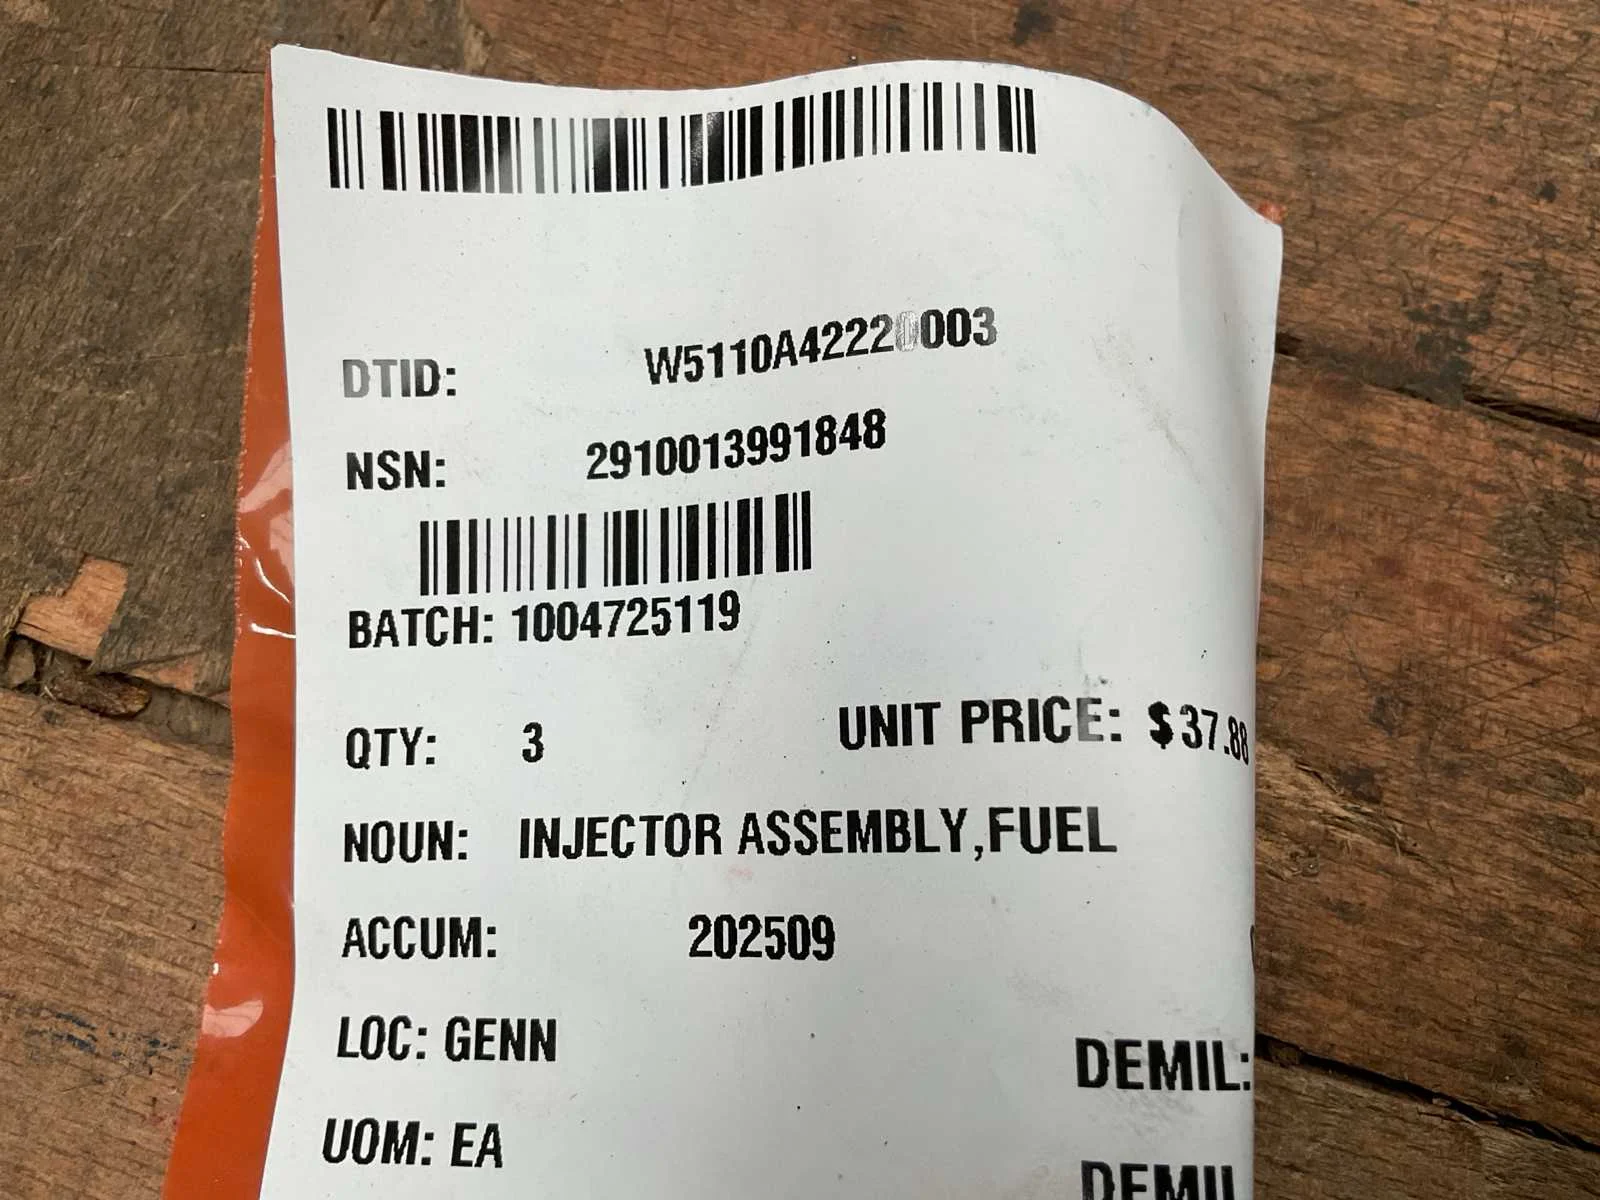 DTID: W5110A42220003
NSN: 2910013991848
BATCH: 1004725119
QTY: 3 UNIT PRICE: $37.88
NOUN: INJECTOR ASSEMBLY,FUEL
ACCUM: 202509
LOC: GENN
DEMIL:
UOM: EA
DEMIL